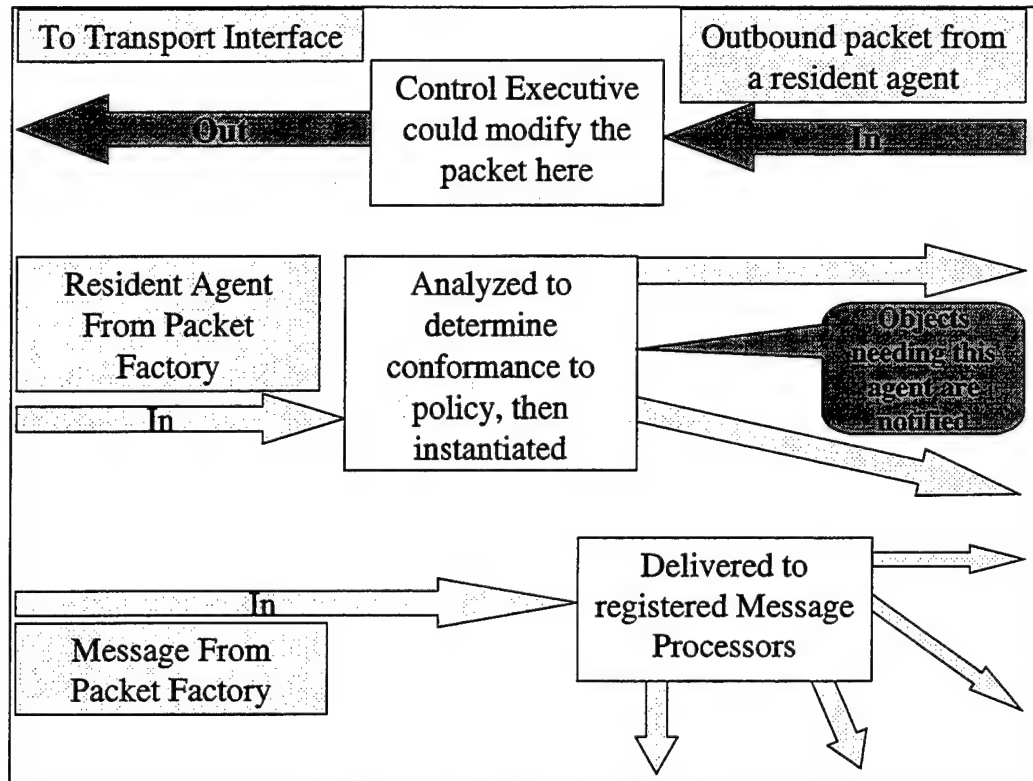 To Transport Interface
Outbound packet from
a resident agent
Control Executive
could modify the
packet here
Out
In
Resident Agent
From Packet
Factory
In
Analyzed to
determine
conformance to
policy, then
instantiated
Objects
needing this
agent are
notified
In
Message From
Packet Factory
Delivered to
registered Message
Processors